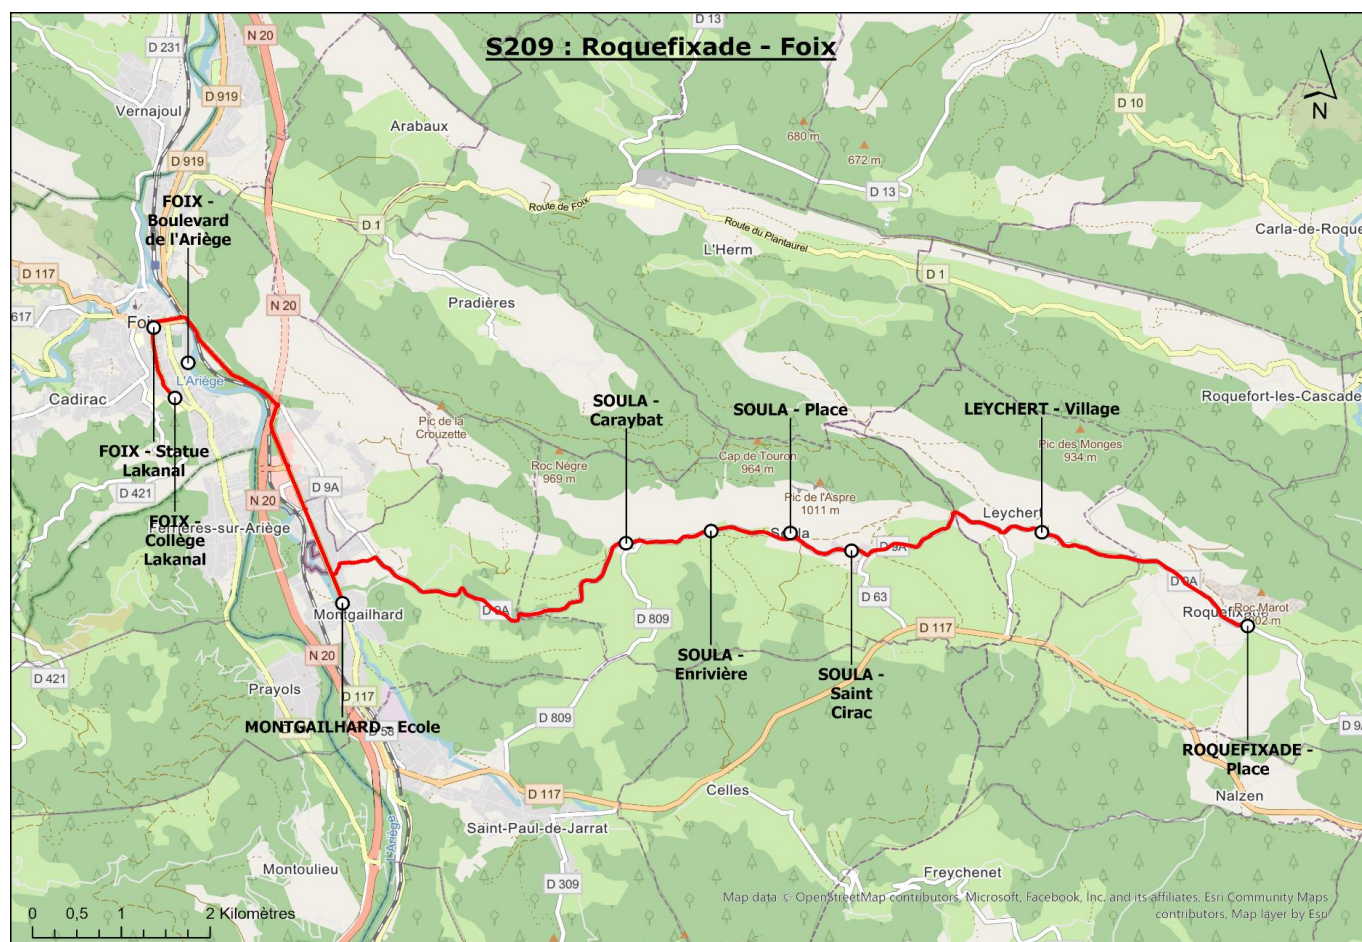 S209 : Roquefixade - Foix
N
D 13
D 231
N 20
D 919
Vernajoul
D 10
Arabaux
680 m
672 m
D 919
D 13
FOIX -
Boulevard
de l'Ariège
Route de Foix
D 1
Route du Plantaurel
Carla-de-Roque
L'Herm
D 117
D 1
N 20
Pradières
617
Foi
L'Ariège
Cadirac
Roquefort-les-Cascade
SOULA -
Caraybat
SOULA - Place
LEYCHERT - Village
Pic de la
Crouzette
Pic des Monges
934 m
FOIX - Statue
Lakanal
Roc Nègre
969 m
Cap de Touron
964 m
D 421
D 9A
Pic de l'Aspre
1011 m
N 20
FOIX -
Collège
Lakanal
Ferrières-sur-Ariège
Leychert
Soula
D 9A
D 9A
D 63
Roquefixade
Roc Marot
902 m
Montgailhard
D 9A
D 809
D 117
SOULA -
Enrivière
SOULA -
Saint
Cirac
N 20
D 421
Prayols
D 117
MONTGAILHARD - Ecole
D 58
D 809
D 9A
ROQUEFIXADE -
Place
D 117
Celles
Nalzen
Saint-Paul-de-Jarrat
L'Ariège
Montoulieu
D 309
Freychenet
Map data © OpenStreetMap contributors, Microsoft, Facebook, Inc. and its affiliates, Esri Community Maps
contributors, Map layer by Esri
0 0,5 1 2 Kilomètres